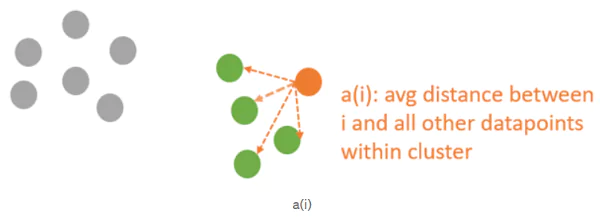 a(i): avg distance between
i and all other datapoints
within cluster
a(i)